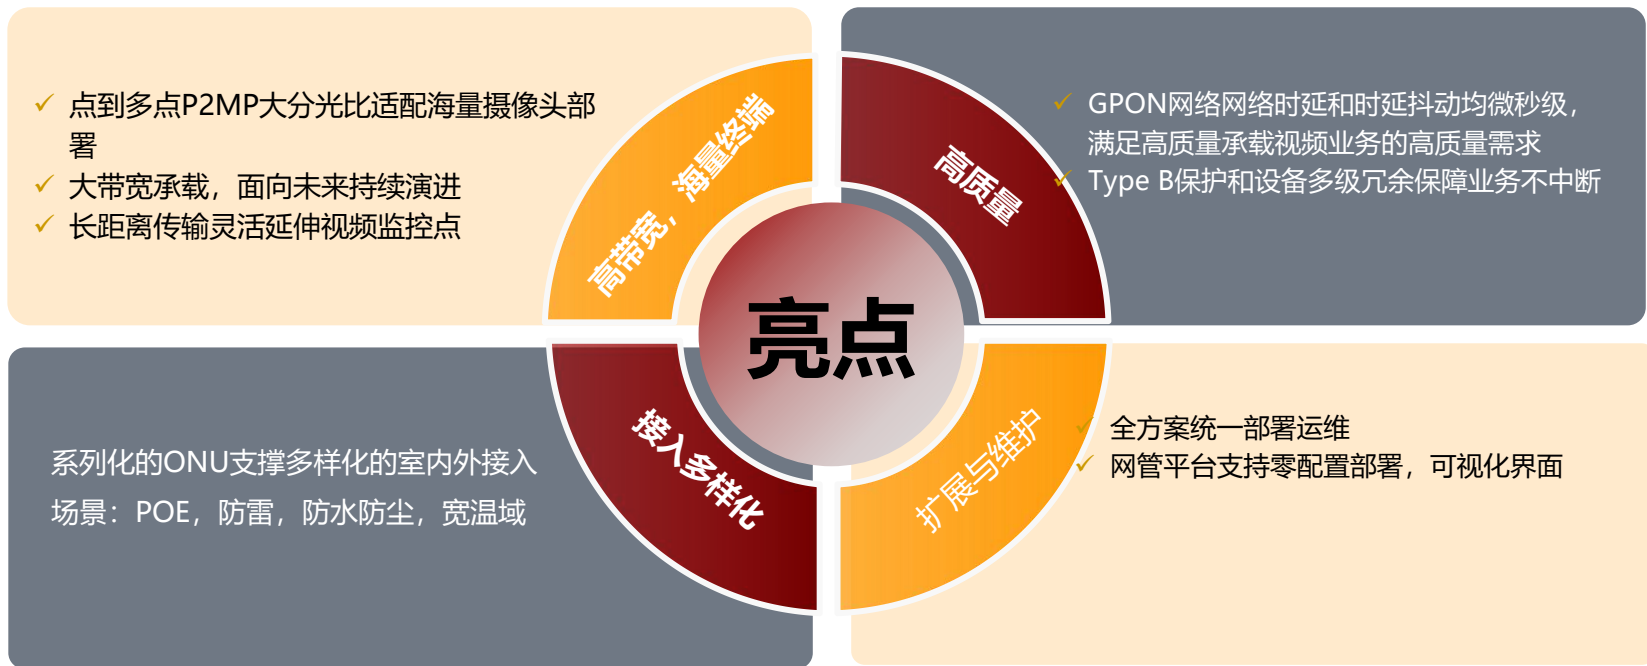 点到多点P2MP大分光比适配海量摄像头部
署
大带宽承载，面向未来持续演进
长距离传输灵活延伸视频监控点
高带宽，海量终端
高质量
GPON网络网络时延和时延抖动均微秒级，
满足高质量承载视频业务的高质量需求
Type B保护和设备多级冗余保障业务不中断
亮点
系列化的ONU支撑多样化的室内外接入
场景：POE，防雷，防水防尘，宽温域
接入多样化
扩展与维护
全方案统一部署运维
网管平台支持零配置部署，可视化界面